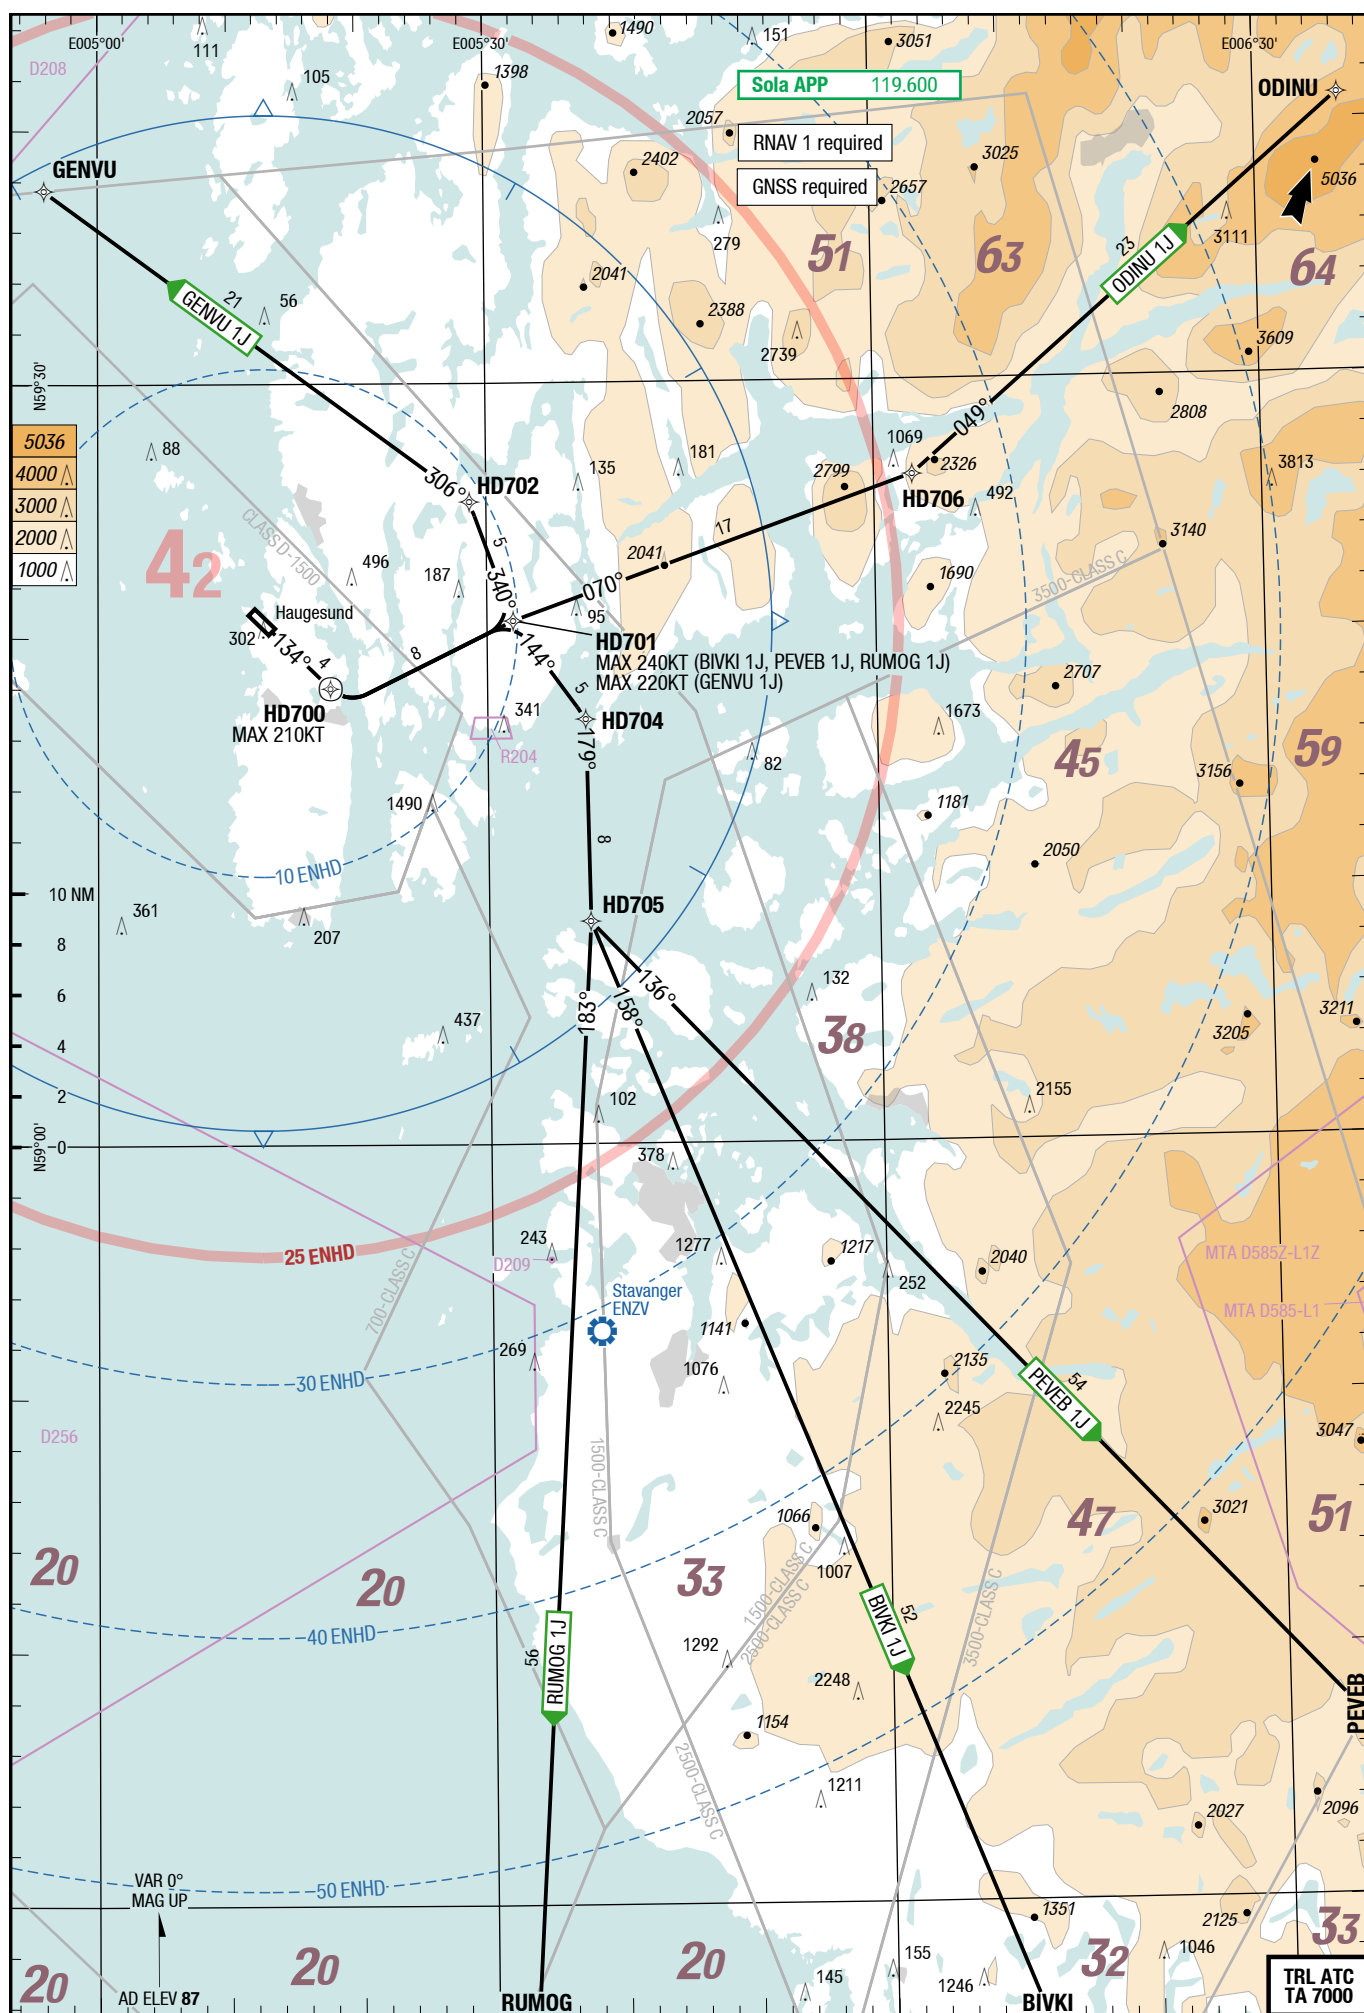 E005°00'
111
D208
105
E005°30'
1398
1490
151
3051
E006°30'
Sola APP 119.600
ODINU
2057
RNAV 1 required
2402
3025
GNSS required
2657
5036
GENVU
279
51
63
23
ODINU 1J
3111
64
2041
21
56
GENVU 1J
2388
2739
3609
N59°30'
2808
049°
5036
4000
3000
2000
1000
88
306°
HD702
135
181
2799
1069
2326
HD706
492
3813
CLASS D-1500
42
5
17
496
187
340°
2041
070°
3140
3500-CLASS C
1690
Haugesund
302
134°
4
8
95
HD701
MAX 240KT (BIVKI 1J, PEVEB 1J, RUMOG 1J)
MAX 220KT (GENVU 1J)
144°
5
2707
HD700
MAX 210KT
341
R204
HD704
179°
1673
82
45
59
3156
1490
1181
8
2050
10 ENHD
10 NM
361
207
HD705
8
6
4
2
0
N59°00'
136°
158°
183°
132
437
38
3205
3211
102
2155
378
243
D209
25 ENHD
1277
1217
252
2040
MTA D585Z-L1Z
MTA D585-L1
700-CLASS C
Stavanger
ENZV
1141
269
1076
30 ENHD
2135
54
PEVEB 1J
2245
D256
3047
1500-CLASS C
1066
47
3021
51
20
20
33
1007
1500-CLASS C
2500-CLASS C
3500-CLASS C
52
BIVKI 1J
40 ENHD
56
RUMOG 1J
1292
2248
PEVEB
1154
2500-CLASS C
1211
2027
2096
VAR 0°
MAG UP
50 ENHD
1351
2125
33
20
20
20
155
1246
145
32
1046
AD ELEV 87
RUMOG
BIVKI
TRL ATC
TA 7000